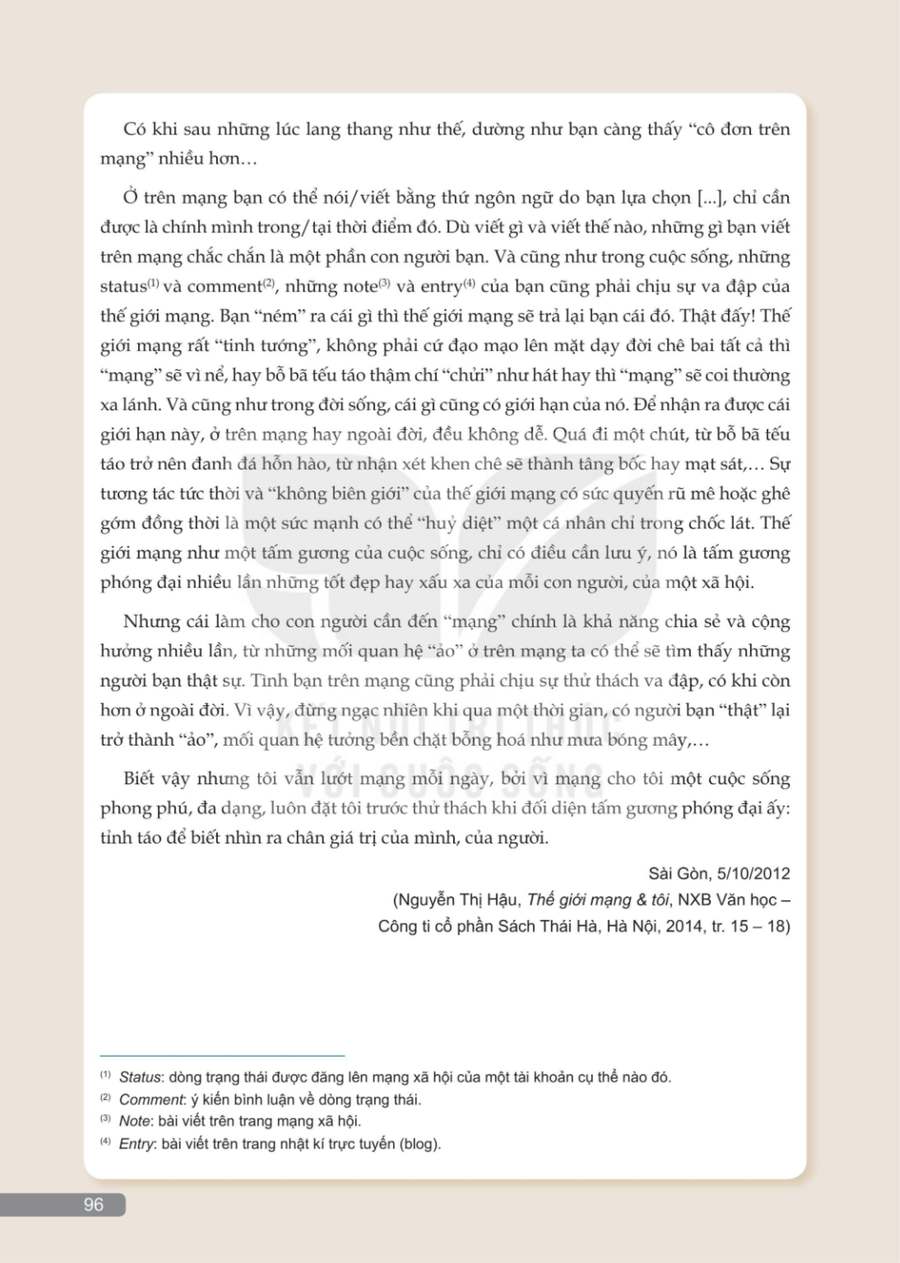 Có khi sau những lúc lang thang như thế, dường như bạn càng thấy “cô đơn trên
mạng” nhiều hơn…
Ở trên mạng bạn có thể nói/viết bằng thứ ngôn ngữ do bạn lựa chọn [...], chỉ cần
được là chính mình trong/tại thời điểm đó. Dù viết gì và viết thế nào, những gì bạn viết
trên mạng chắc chắn là một phần con người bạn. Và cũng như trong cuộc sống, những
status(1) và comment(2), những note(3) và entry(4) của bạn cũng phải chịu sự va đập của
thế giới mạng. Bạn “ném” ra cái gì thì thế giới mạng sẽ trả lại bạn cái đó. Thật đấy! Thế
giới mạng rất “tinh tướng”, không phải cứ đạo mạo lên mặt dạy đời chê bai tất cả thì
“mạng” sẽ vì nể, hay bỗ bã tếu táo thậm chí “chửi” như hát hay thì “mạng” sẽ coi thường
xa lánh. Và cũng như trong đời sống, cái gì cũng có giới hạn của nó. Để nhận ra được cái
giới hạn này, ở trên mạng hay ngoài đời, đều không dễ. Quá đi một chút, từ bỗ bã tếu
táo trở nên đanh đá hỗn hào, từ nhận xét khen chê sẽ thành tâng bốc hay mạt sát,… Sự
tương tác tức thời và “không biên giới” của thế giới mạng có sức quyến rũ mê hoặc ghê
gớm đồng thời là một sức mạnh có thể “huỷ diệt” một cá nhân chỉ trong chốc lát. Thế
giới mạng như một tấm gương của cuộc sống, chỉ có điều cần lưu ý, nó là tấm gương
phóng đại nhiều lần những tốt đẹp hay xấu xa của mỗi con người, của một xã hội.
Nhưng cái làm cho con người cần đến “mạng” chính là khả năng chia sẻ và cộng
hưởng nhiều lần, từ những mối quan hệ “ảo” ở trên mạng ta có thể sẽ tìm thấy những
người bạn thật sự. Tình bạn trên mạng cũng phải chịu sự thử thách va đập, có khi còn
hơn ở ngoài đời. Vì vậy, đừng ngạc nhiên khi qua một thời gian, có người bạn “thật” lại
trở thành “ảo”, mối quan hệ tưởng bền chặt bỗng hoá như mưa bóng mây,…
KẾT NỐI TRI THỨC
VỚI CUỘC SỐNG
Biết vậy nhưng tôi vẫn lướt mạng mỗi ngày, bởi vì mạng cho tôi một cuộc sống
phong phú, đa dạng, luôn đặt tôi trước thử thách khi đối diện tấm gương phóng đại ấy:
tỉnh táo để biết nhìn ra chân giá trị của mình, của người.
Sài Gòn, 5/10/2012
(Nguyễn Thị Hậu, Thế giới mạng & tôi, NXB Văn học –
Công ti cổ phần Sách Thái Hà, Hà Nội, 2014, tr. 15 – 18)
(1) Status: dòng trạng thái được đăng lên mạng xã hội của một tài khoản cụ thể nào đó.
(2) Comment: ý kiến bình luận về dòng trạng thái.
(3) Note: bài viết trên trang mạng xã hội.
(4) Entry: bài viết trên trang nhật kí trực tuyến (blog).
96